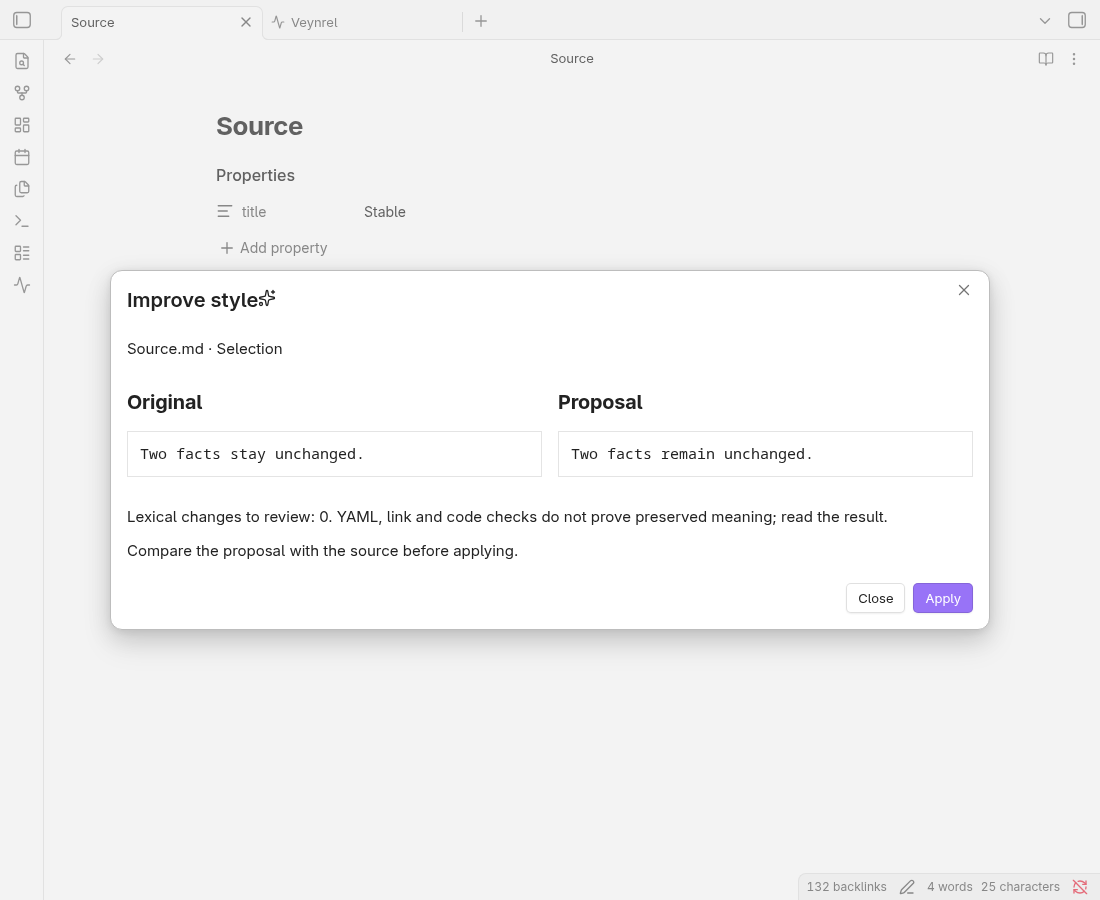 Source
Veynrel
Source
Source
Properties
title
Stable
Add property
Improve style
Source.md · Selection
Original
Proposal
Two facts stay unchanged.
Two facts remain unchanged.
Lexical changes to review: 0. YAML, link and code checks do not prove preserved meaning; read the result.
Compare the proposal with the source before applying.
Close
Apply
132 backlinks
4 words
25 characters